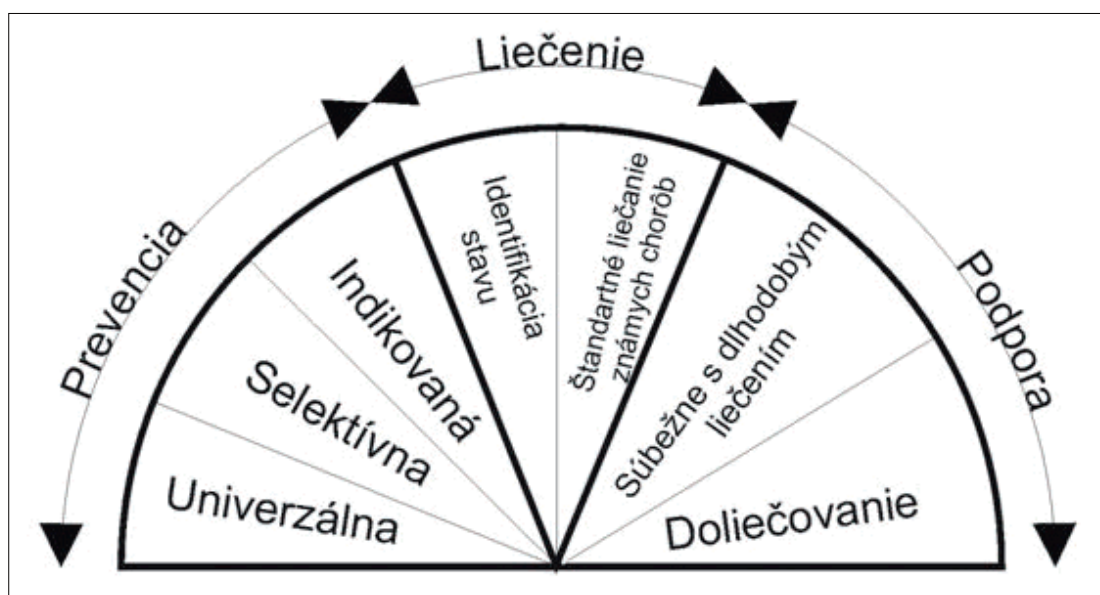 Liečenie
Prevencia
Podpora
Univerzálna
Selektívna
Indikovaná
Identifikácia
stavu
Štandartné liečanie
známych chorôb
Súbežne s dlhodobým
liečením
Doliečovanie